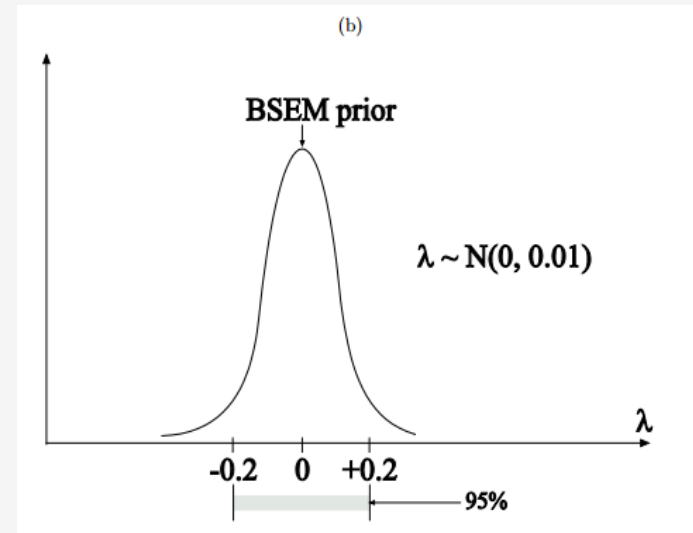 (b)
BSEM prior
λ ~ N(0, 0.01)
λ
-0.2 0 +0.2
95%